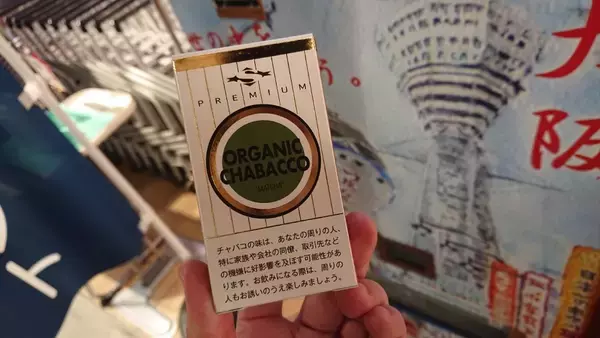 PREMIUM
ORGANIC
CHABACCO
チャバコの味は、あなたの周りの人、
特に家族や会社の同僚、取引先など
の機嫌に好影響を及ぼす可能性があ
ります。お飲みになる際は、周りの
人もお誘いのうえ楽しみましょう。
大
阪